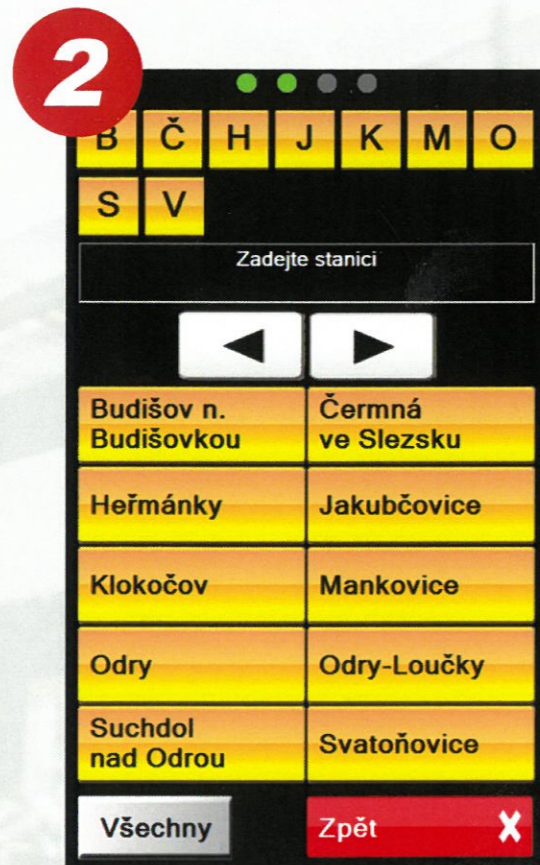 2
B Č H J K M O
S V
Zadejte stanici
Budišov n.
Budišovkou
Čermná
ve Slezsku
Heřmánky
Jakubčovice
Klokočov
Mankovice
Odry
Odry-Loučky
Suchdol
nad Odrou
Svatoňovice
Všechny
Zpět X